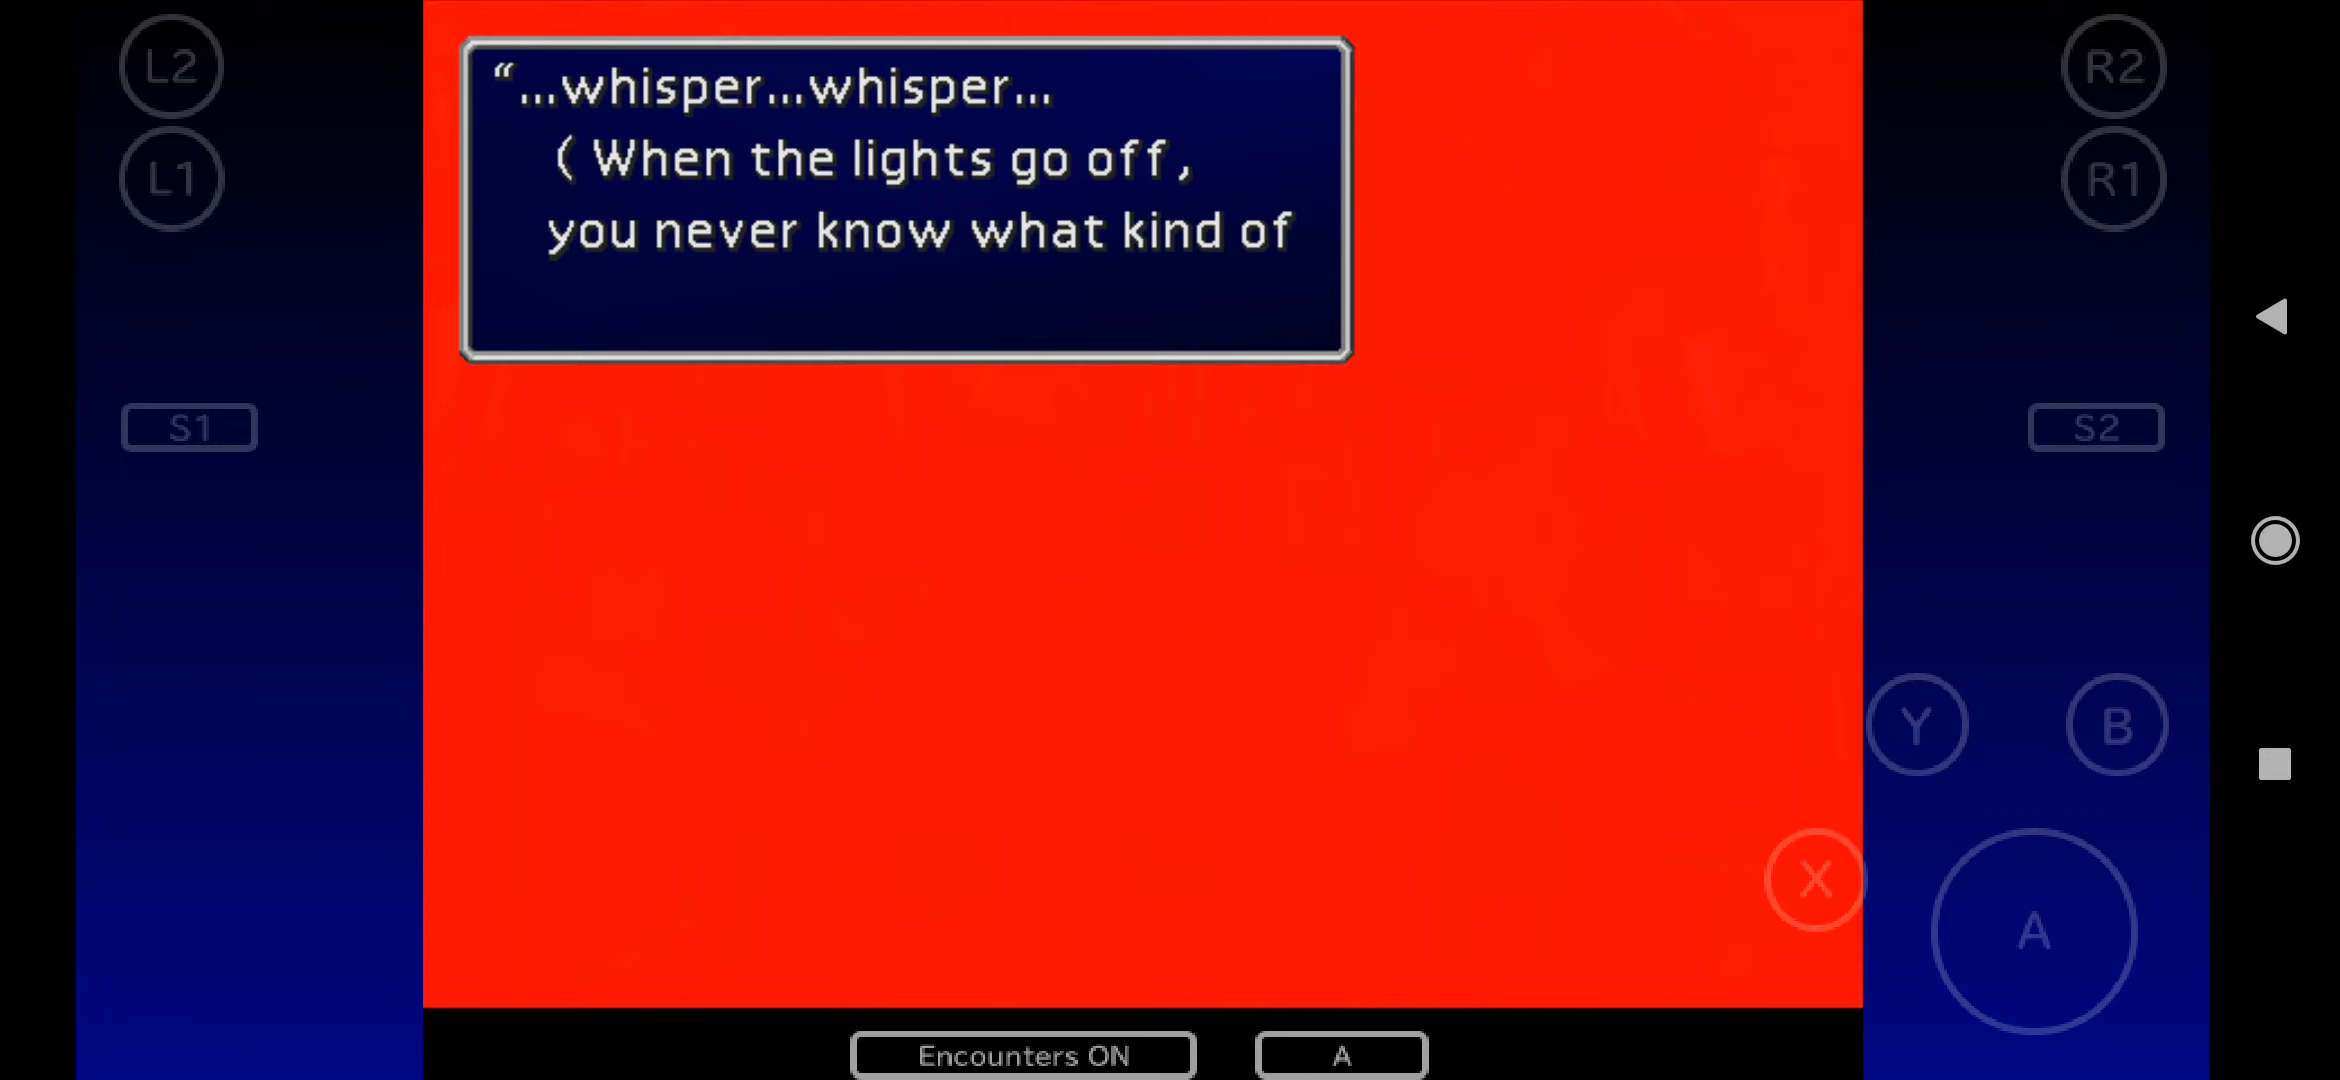 L2
R2
“…whisper…whisper…
( When the lights go off,
you never know what kind of
L1
R1
S1
S2
Y
B
X
A
Encounters ON
A